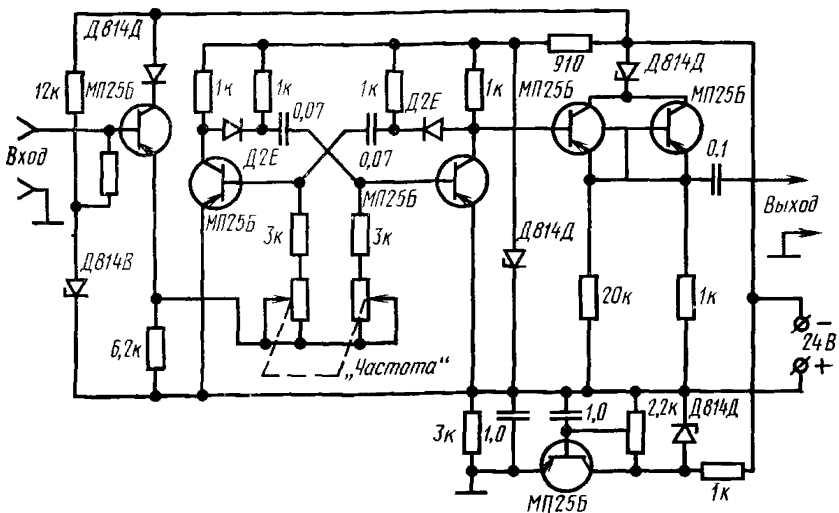 Д814Д
12к
МП25Б
Вход
Д814В
6,2к
1к
1к
0,07
Д2Е
МП25Б
3к
3к
„Частота“
1к
Д2Е
0,07
1к
МП25Б
910
Д814Д
МП25Б
МП25Б
0,1
Выход
Д814Д
20к
1к
−
24В
+
3к
1,0
1,0
2,2к
Д814Д
МП25Б
1к